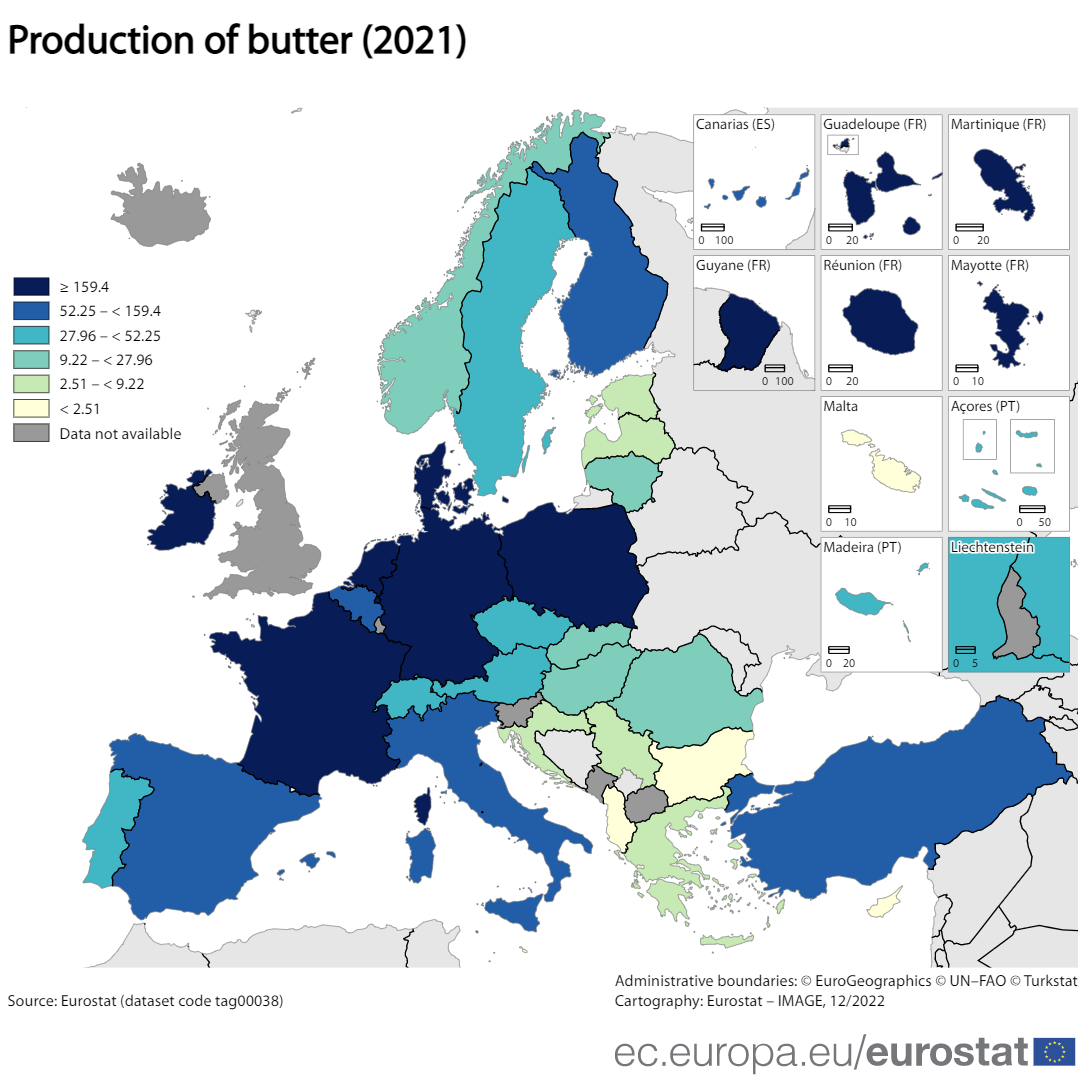 Production of butter (2021)
Canarias (ES)
0 100
Guadeloupe (FR)
0 20
Martinique (FR)
0 20
Guyane (FR)
0 100
Réunion (FR)
0 20
Mayotte (FR)
0 10
≥ 159.4
52.25 – < 159.4
27.96 – < 52.25
9.22 – < 27.96
2.51 – < 9.22
< 2.51
Data not available
Malta
0 10
Açores (PT)
0 50
Madeira (PT)
0 20
Liechtenstein
0 5
Administrative boundaries: © EuroGeographics © UN–FAO © Turkstat
Source: Eurostat (dataset code tag00038)
Cartography: Eurostat – IMAGE, 12/2022
ec.europa.eu/eurostat